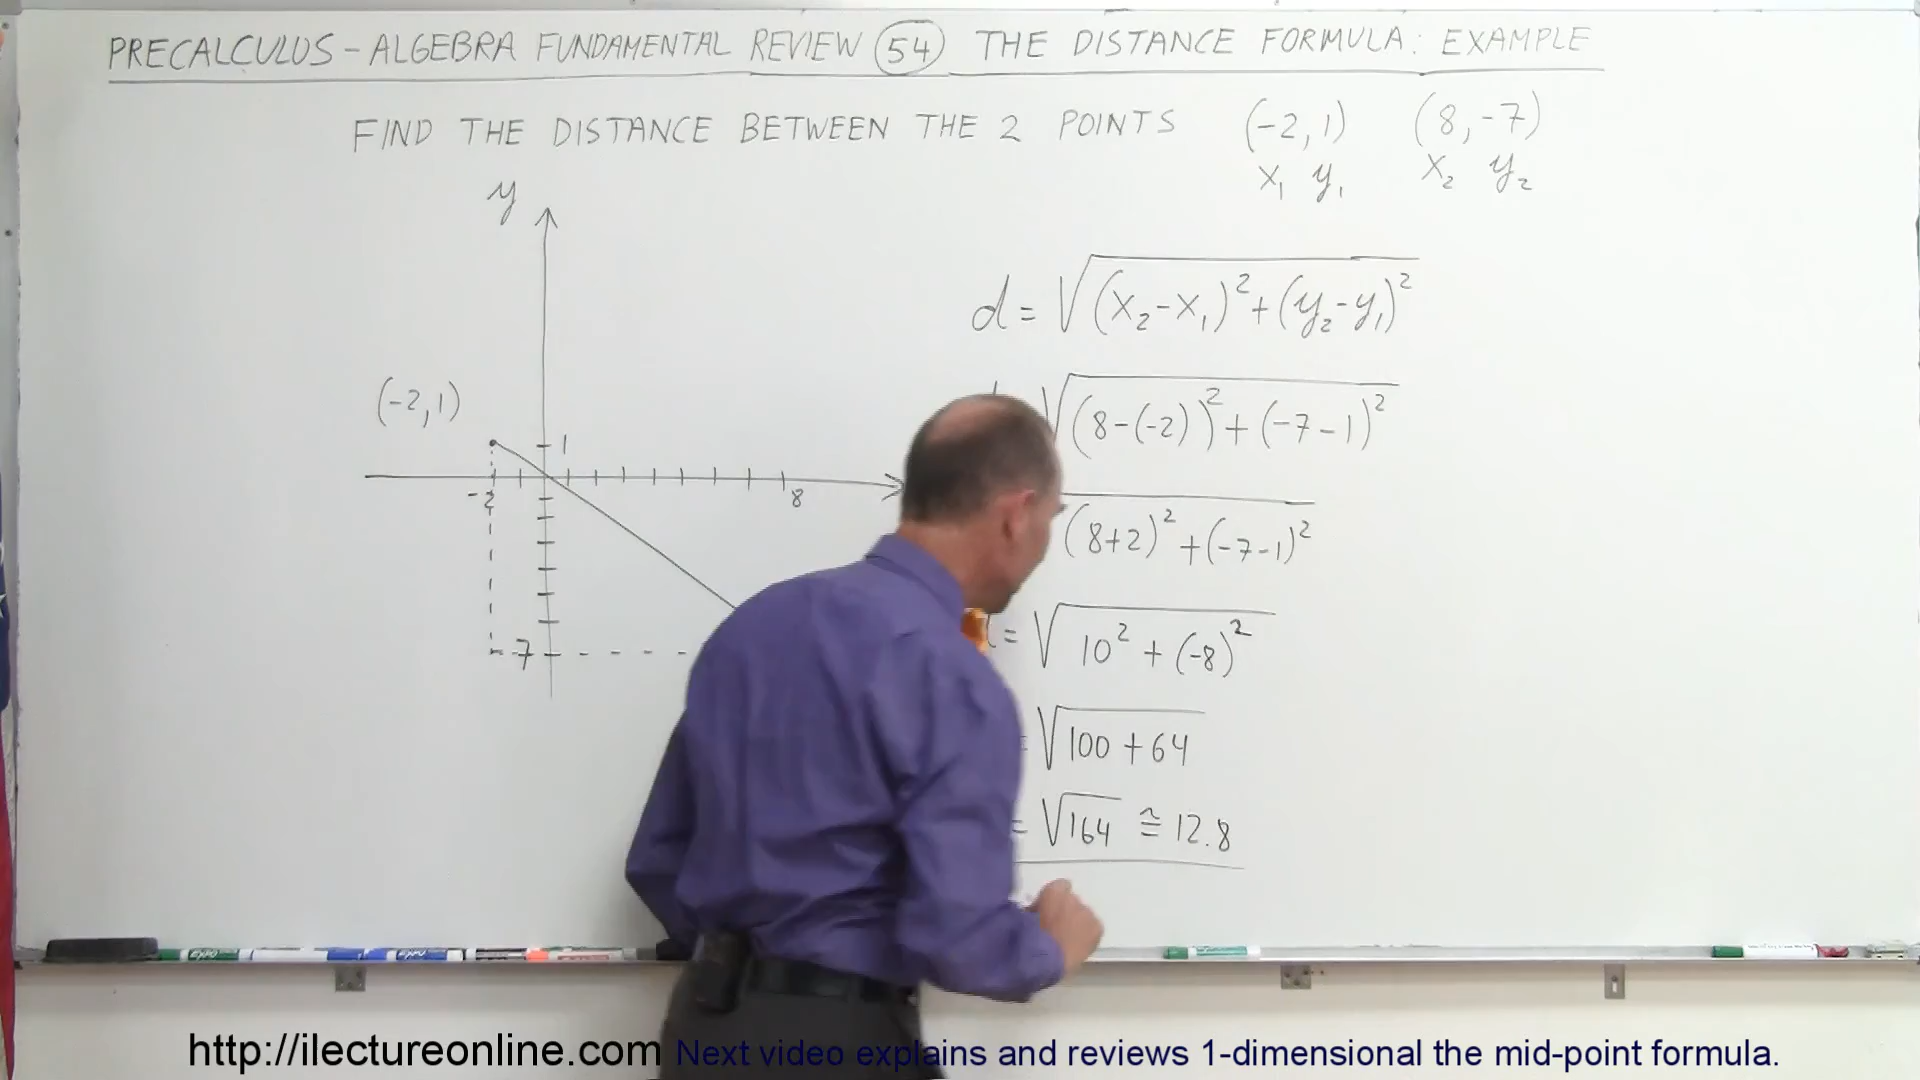 PRECALCULUS - ALGEBRA FUNDAMENTAL REVIEW 54 THE DISTANCE FORMULA: EXAMPLE
FIND THE DISTANCE BETWEEN THE 2 POINTS (-2,1) (8,-7)
x₁ y₁ x₂ y₂
y
d = √((x₂-x₁)²+(y₂-y₁)²)
(-2,1)
√((8-(-2))²+(-7-1)²)
1
-2 8
(8+2)²+(-7-1)²
-7
= √(10²+(-8)²)
= √(100+64)
= √164 ≅ 12.8
http://ilectureonline.com Next video explains and reviews 1-dimensional the mid-point formula.